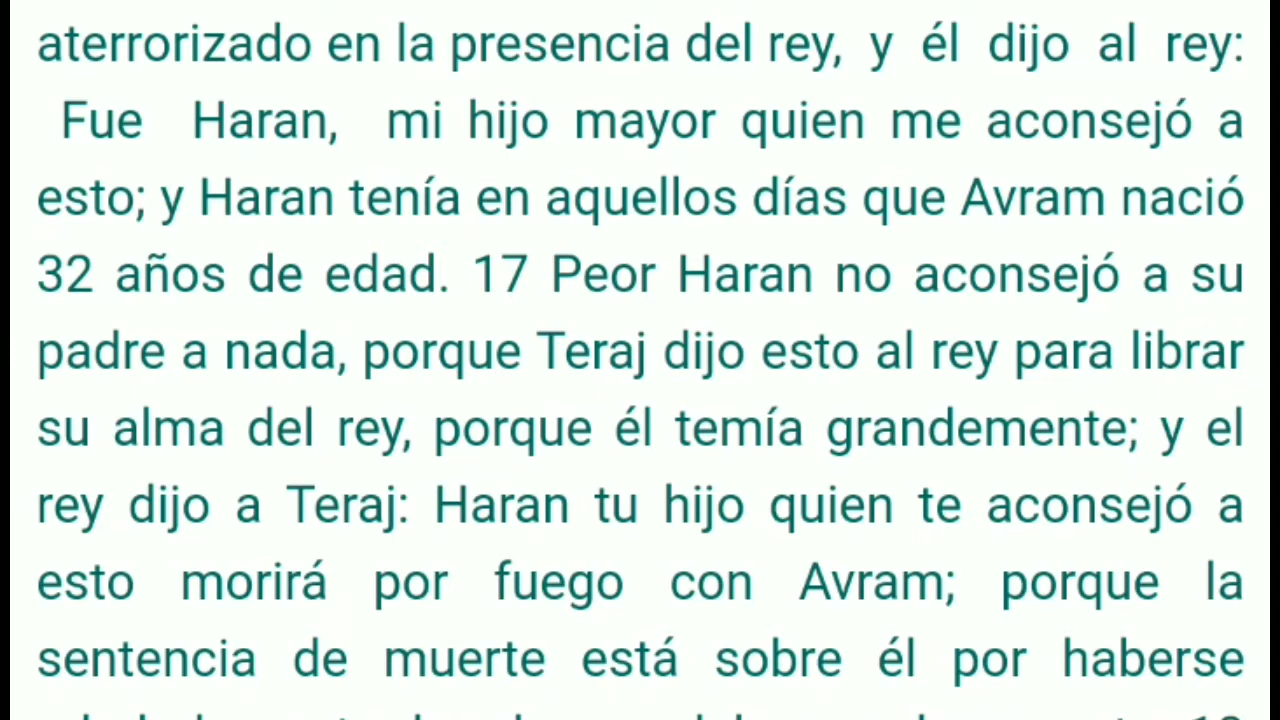 aterrorizado en la presencia del rey, y él dijo al rey:
Fue Haran, mi hijo mayor quien me aconsejó a
esto; y Haran tenía en aquellos días que Avram nació
32 años de edad. 17 Peor Haran no aconsejó a su
padre a nada, porque Teraj dijo esto al rey para librar
su alma del rey, porque él temía grandemente; y el
rey dijo a Teraj: Haran tu hijo quien te aconsejó a
esto morirá por fuego con Avram; porque la
sentencia de muerte está sobre él por haberse